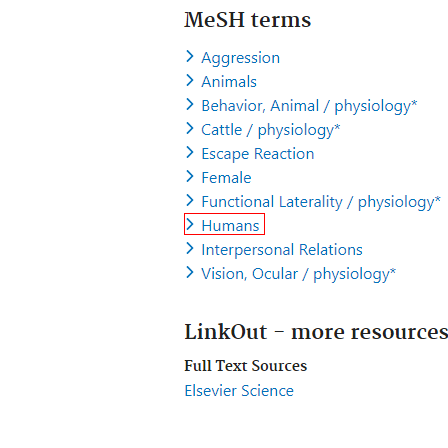 MeSH terms
Aggression
Animals
Behavior, Animal / physiology*
Cattle / physiology*
Escape Reaction
Female
Functional Laterality / physiology*
Humans
Interpersonal Relations
Vision, Ocular / physiology*
LinkOut - more resources
Full Text Sources
Elsevier Science